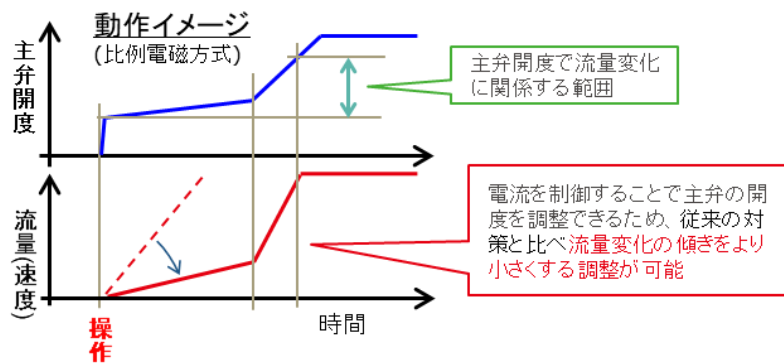 動作イメージ
(比例電磁方式)
主弁開度
主弁開度で流量変化
に関係する範囲
流量(速度)
電流を制御することで主弁の開
度を調整できるため、従来の対
策と比べ流量変化の傾きをより
小さくする調整が可能
時間
操作